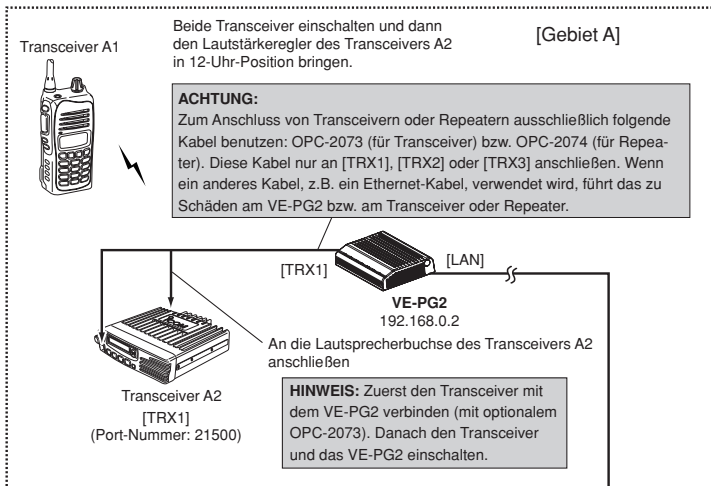 Transceiver A1
Beide Transceiver einschalten und dann
den Lautstärkeregler des Transceivers A2
in 12-Uhr-Position bringen.
[Gebiet A]
ACHTUNG:
Zum Anschluss von Transceivern oder Repeatern ausschließlich folgende
Kabel benutzen: OPC-2073 (für Transceiver) bzw. OPC-2074 (für Repea-
ter). Diese Kabel nur an [TRX1], [TRX2] oder [TRX3] anschließen. Wenn
ein anderes Kabel, z.B. ein Ethernet-Kabel, verwendet wird, führt das zu
Schäden am VE-PG2 bzw. am Transceiver oder Repeater.
[TRX1]
[LAN]
VE-PG2
192.168.0.2
An die Lautsprecherbuchse des Transceivers A2
anschließen
Transceiver A2
[TRX1]
(Port-Nummer: 21500)
HINWEIS: Zuerst den Transceiver mit
dem VE-PG2 verbinden (mit optionalem
OPC-2073). Danach den Transceiver
und das VE-PG2 einschalten.